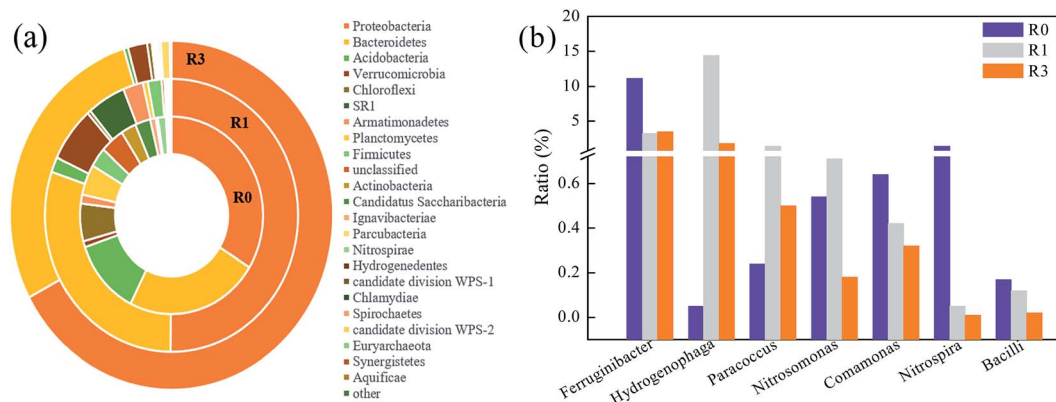 (a)
R3
R1
R0
Proteobacteria
Bacteroidetes
Acidobacteria
Verrucomicrobia
Chloroflexi
SR1
Armatimonadetes
Planctomycetes
Firmicutes
unclassified
Actinobacteria
Candidatus Saccharibacteria
Ignavibacteriae
Parcubacteria
Nitrospirae
Hydrogenedentes
candidate division WPS-1
Chlamydiae
Spirochaetes
candidate division WPS-2
Euryarchaeota
Synergistetes
Aquificae
other
(b)
R0
R1
R3
Ratio (%)
20
15
10
5
0.6
0.4
0.2
0.0
Ferruginibacter
Hydrogenophaga
Paracoccus
Nitrosomonas
Comamonas
Nitrospira
Bacilli